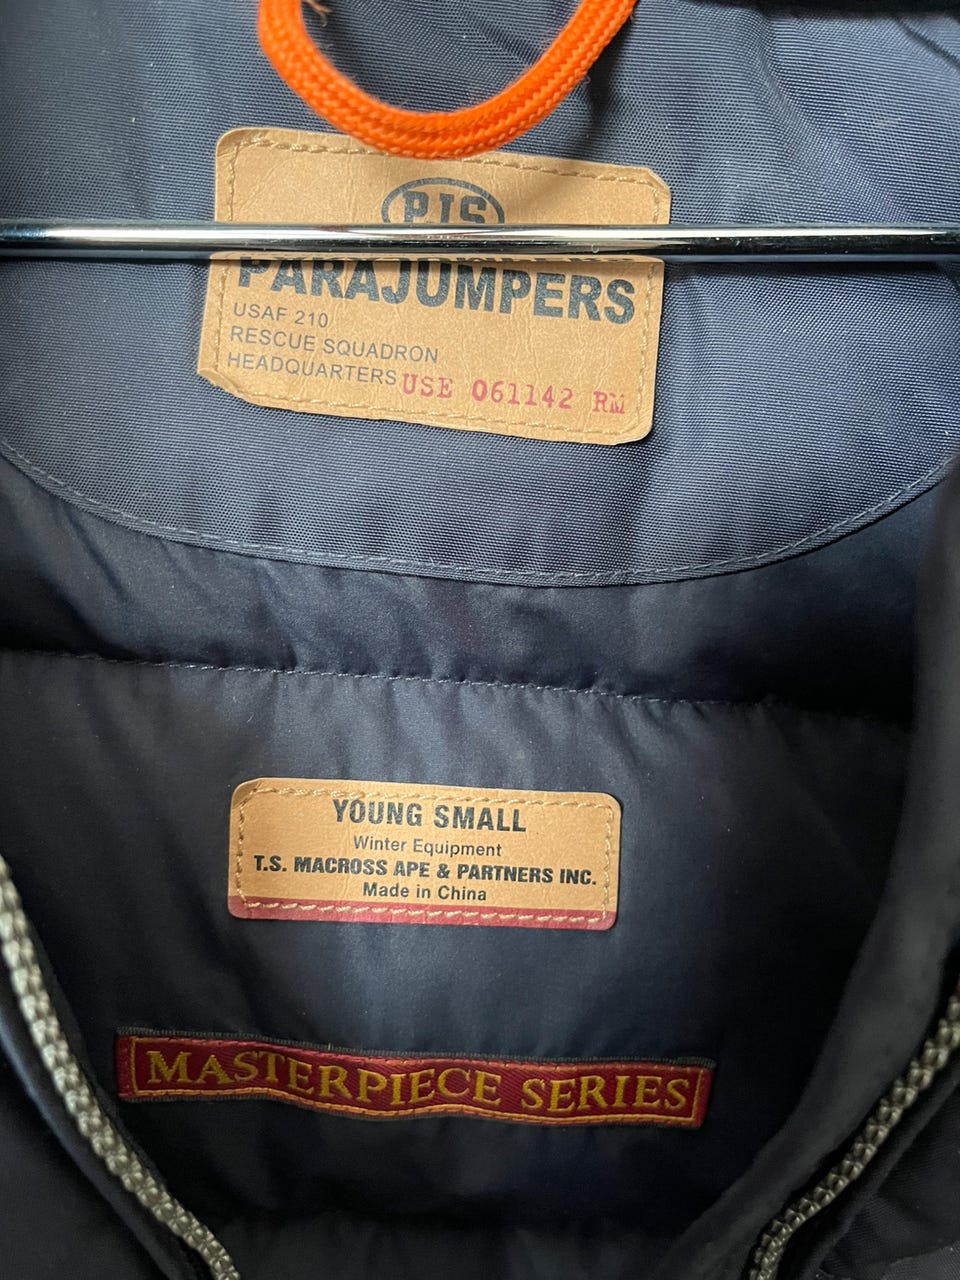 PJS
PARAJUMPERS
USAF 210
RESCUE SQUADRON
HEADQUARTERS USE 061142 RM
YOUNG SMALL
Winter Equipment
T.S. MACROSS APE & PARTNERS INC.
Made in China
MASTERPIECE SERIES